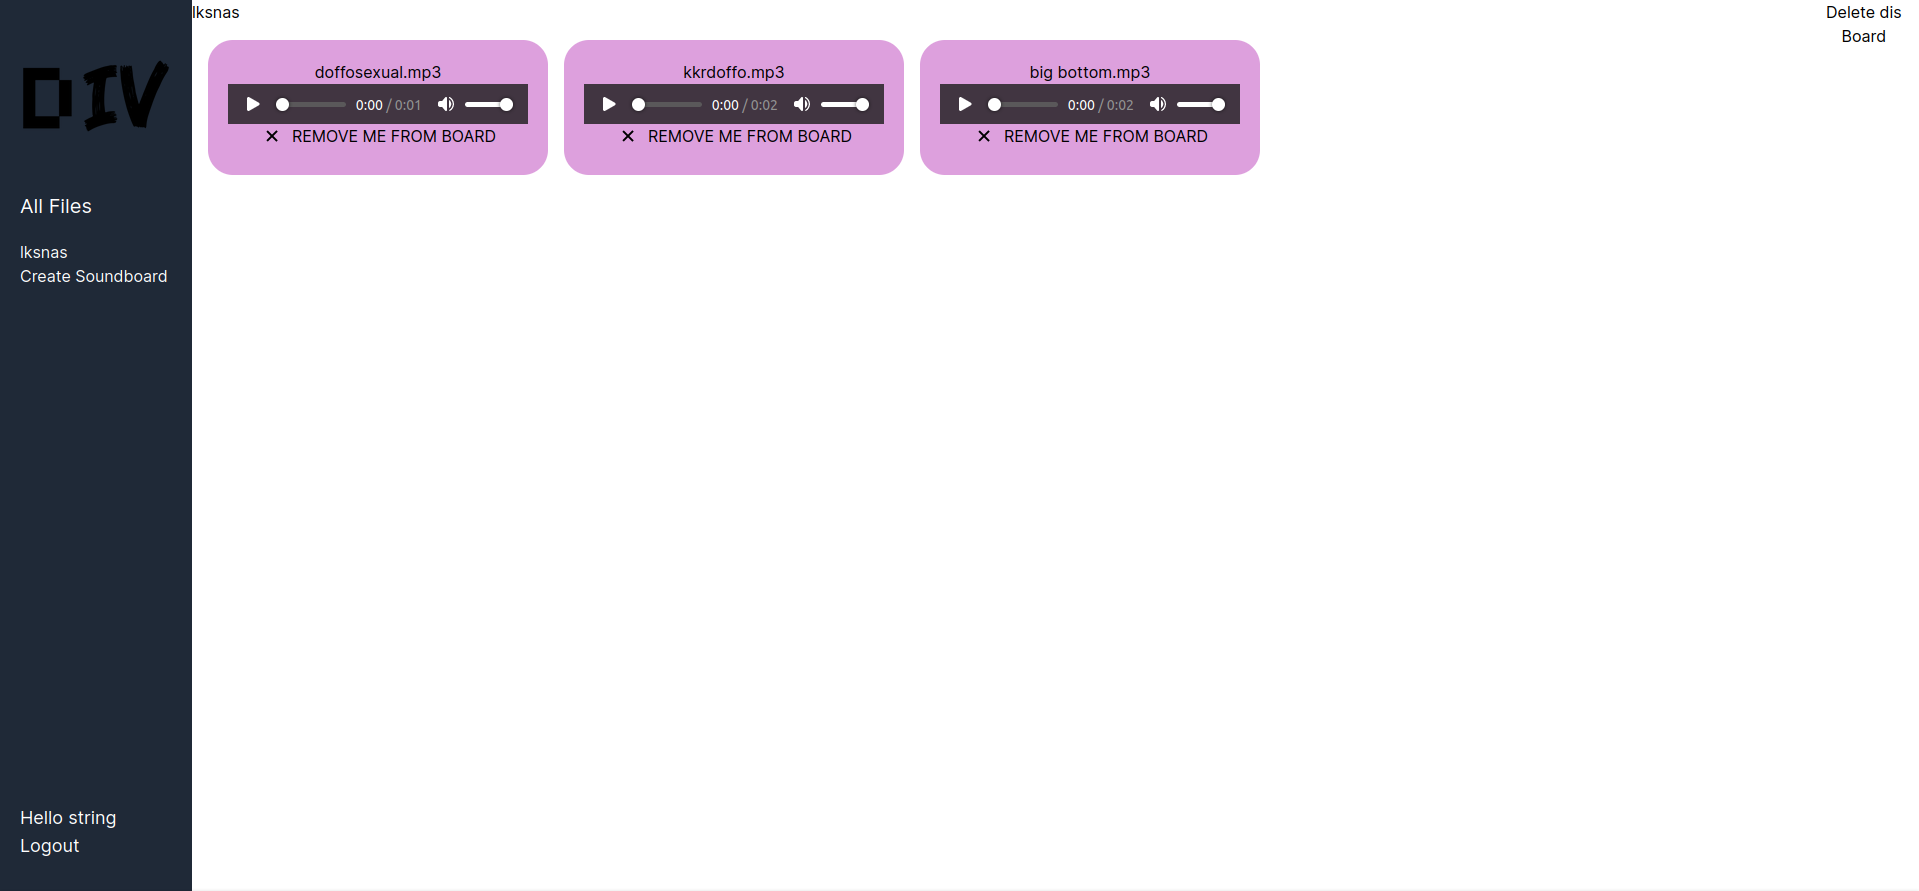 DIV
All Files
lksnas
Create Soundboard
Hello string
Logout
lksnas
Delete dis
Board
doffosexual.mp3
0:00 / 0:01
✕ REMOVE ME FROM BOARD
kkrdoffo.mp3
0:00 / 0:02
✕ REMOVE ME FROM BOARD
big bottom.mp3
0:00 / 0:02
✕ REMOVE ME FROM BOARD